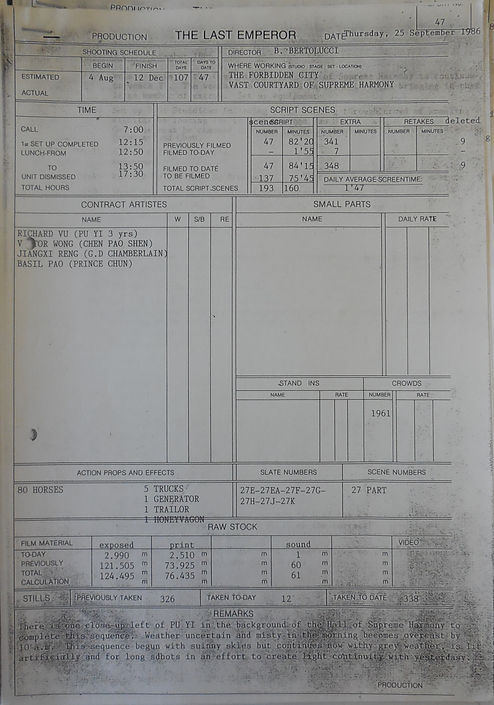 PRODUCTION
47
PRODUCTION THE LAST EMPEROR DATE Thursday, 25 September 1986
SHOOTING SCHEDULE
DIRECTOR B. BERTOLUCCI
BEGIN FINISH TOTAL DAYS DAYS TO DATE
WHERE WORKING (STUDIO STAGE SET LOCATION)
ESTIMATED 4 Aug 12 Dec 107 47
THE FORBIDDEN CITY
VAST COURTYARD OF SUPREME HARMONY
ACTUAL
TIME
SCRIPT SCENES
SCRIPT EXTRA RETAKES deleted
NUMBER MINUTES NUMBER MINUTES NUMBER MINUTES
CALL 7:00
1st SET UP COMPLETED 12:15
LUNCH-FROM 12:50
TO 13:50
UNIT DISMISSED 17:30
TOTAL HOURS
PREVIOUSLY FILMED 47 82'20 341 9
FILMED TO-DAY - 1'55 7 -
FILMED TO DATE 47 84'15 348 9
TO BE FILMED 137 75'45
DAILY AVERAGE SCREENTIME:
TOTAL SCRIPT SCENES 193 160 1'47
CONTRACT ARTISTES
NAME W S/B RE
RICHARD VU (PU YI 3 yrs)
WONG (CHEN PAO SHEN)
JIANGXI RENG (G.D CHAMBERLAIN)
BASIL PAO (PRINCE CHUN)
SMALL PARTS
NAME DAILY RATE
STAND INS CROWDS
NAME RATE NUMBER RATE
1961
ACTION PROPS AND EFFECTS
80 HORSES 5 TRUCKS
1 GENERATOR
1 TRAILOR
1 HONEYVAGON
SLATE NUMBERS
27E-27EA-27F-27G-
27H-27J-27K
SCENE NUMBERS
27 PART
RAW STOCK
FILM MATERIAL exposed print sound VIDEO
TO-DAY 2.990 m 2.510 m m 1 m m
PREVIOUSLY 121.505 m 73.925 m m 60 m m
TOTAL 124.495 m 76.435 m m 61 m m
CALCULATION
STILLS PREVIOUSLY TAKEN 326 TAKEN TO-DAY 12 TAKEN TO DATE 338
REMARKS
There is one close up left of PU YI in the background of the Hall of Supreme Harmony to
complete this sequence. Weather uncertain and misty in the morning becomes overcast by
10 a.m. This sequence begun with suinny skies but continues now withy grey weather, is lit
artificially and for long sdbots in an effort to create light continuity with yesterdasy.
PRODUCTION